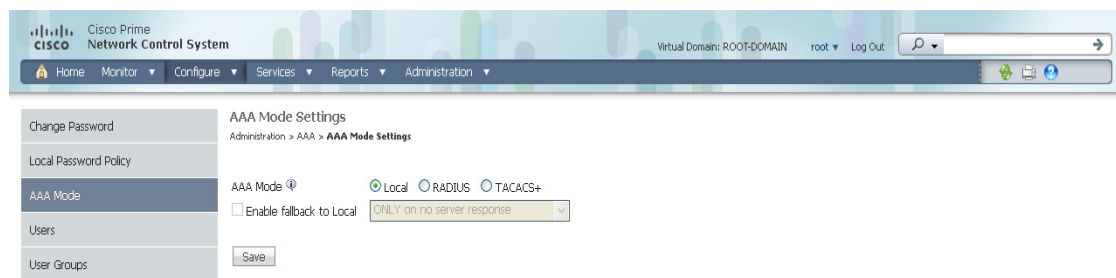 Cisco Prime
CISCO Network Control System
Virtual Domain: ROOT-DOMAIN root Log Out
Home Monitor Configure Services Reports Administration
Change Password
Local Password Policy
AAA Mode
Users
User Groups
AAA Mode Settings
Administration > AAA > AAA Mode Settings
AAA Mode Local RADIUS TACACS+
Enable fallback to Local ONLY on no server response
Save